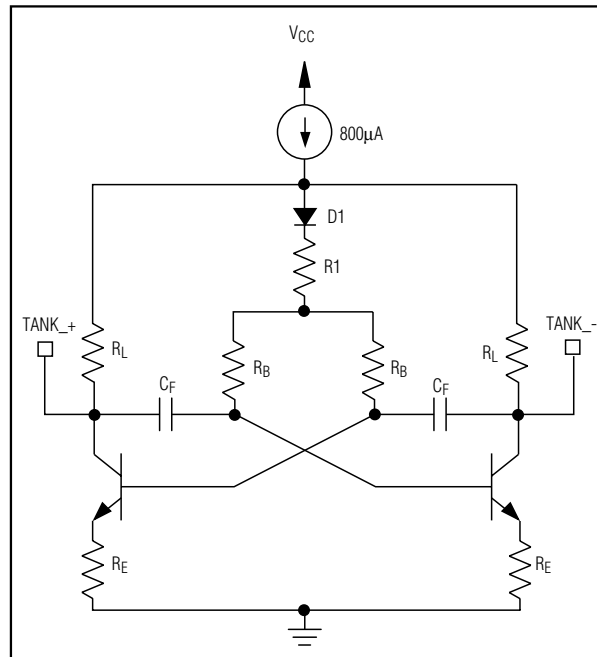 VCC
800μA
D1
R1
TANK_+
TANK_-
RL
RL
RB
RB
CF
CF
RE
RE